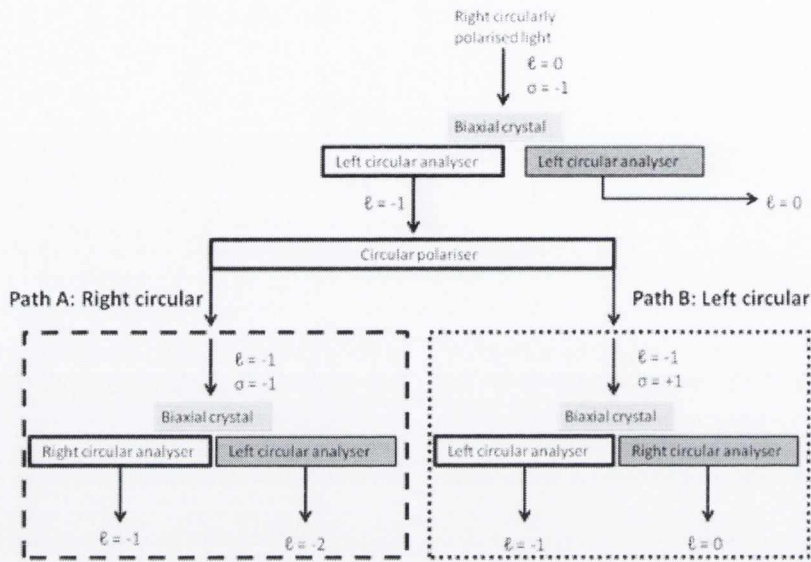 Right circularly
polarised light
ℓ = 0
σ = -1
Biaxial crystal
Left circular analyser
Left circular analyser
ℓ = -1
ℓ = 0
Circular polariser
Path A: Right circular
Path B: Left circular
ℓ = -1
σ = -1
Biaxial crystal
Right circular analyser
Left circular analyser
ℓ = -1
ℓ = -2
ℓ = -1
σ = +1
Biaxial crystal
Left circular analyser
Right circular analyser
ℓ = -1
ℓ = 0